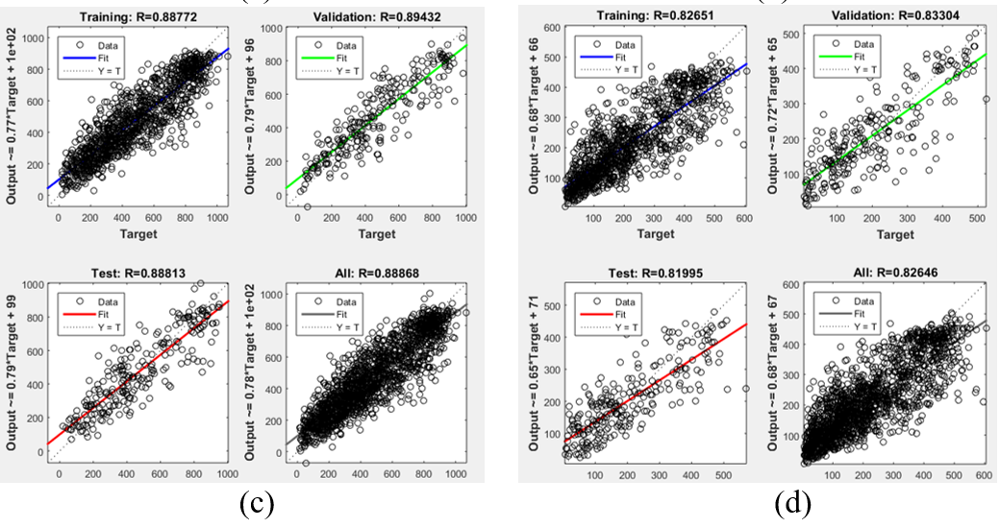 Training: R=0.88772
Output ~= 0.77*Target + 1e+02
1000
800
600
400
200
0
Data
Fit
Y = T
0 200 400 600 800 1000
Target
Validation: R=0.89432
Output ~= 0.79*Target + 96
1000
800
600
400
200
0
Data
Fit
Y = T
0 200 400 600 800 1000
Target
Training: R=0.82651
Output ~= 0.68*Target + 66
600
500
400
300
200
100
Data
Fit
Y = T
100 200 300 400 500 600
Target
Validation: R=0.83304
Output ~= 0.72*Target + 65
500
400
300
200
100
Data
Fit
Y = T
100 200 300 400 500
Target
Test: R=0.88813
Output ~= 0.79*Target + 99
1000
800
600
400
200
0
Data
Fit
Y = T
0 200 400 600 800 1000
All: R=0.88868
Output ~= 0.78*Target + 1e+02
1000
800
600
400
200
0
Data
Fit
Y = T
0 200 400 600 800 1000
Test: R=0.81995
Output ~= 0.65*Target + 71
500
400
300
200
100
Data
Fit
Y = T
100 200 300 400 500
All: R=0.82646
Output ~= 0.68*Target + 67
600
500
400
300
200
100
Data
Fit
Y = T
100 200 300 400 500 600
(c)
(d)